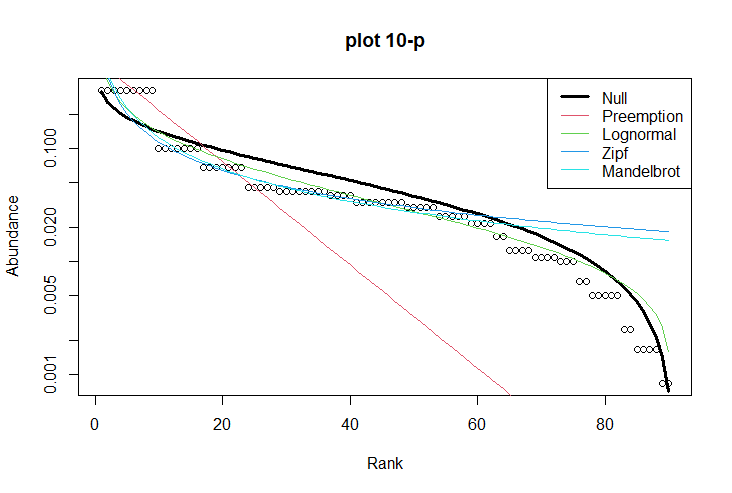 plot 10-p
Null
Preemption
Lognormal
Zipf
Mandelbrot
Abundance
0.100
0.020
0.005
0.001
0
20
40
60
80
Rank